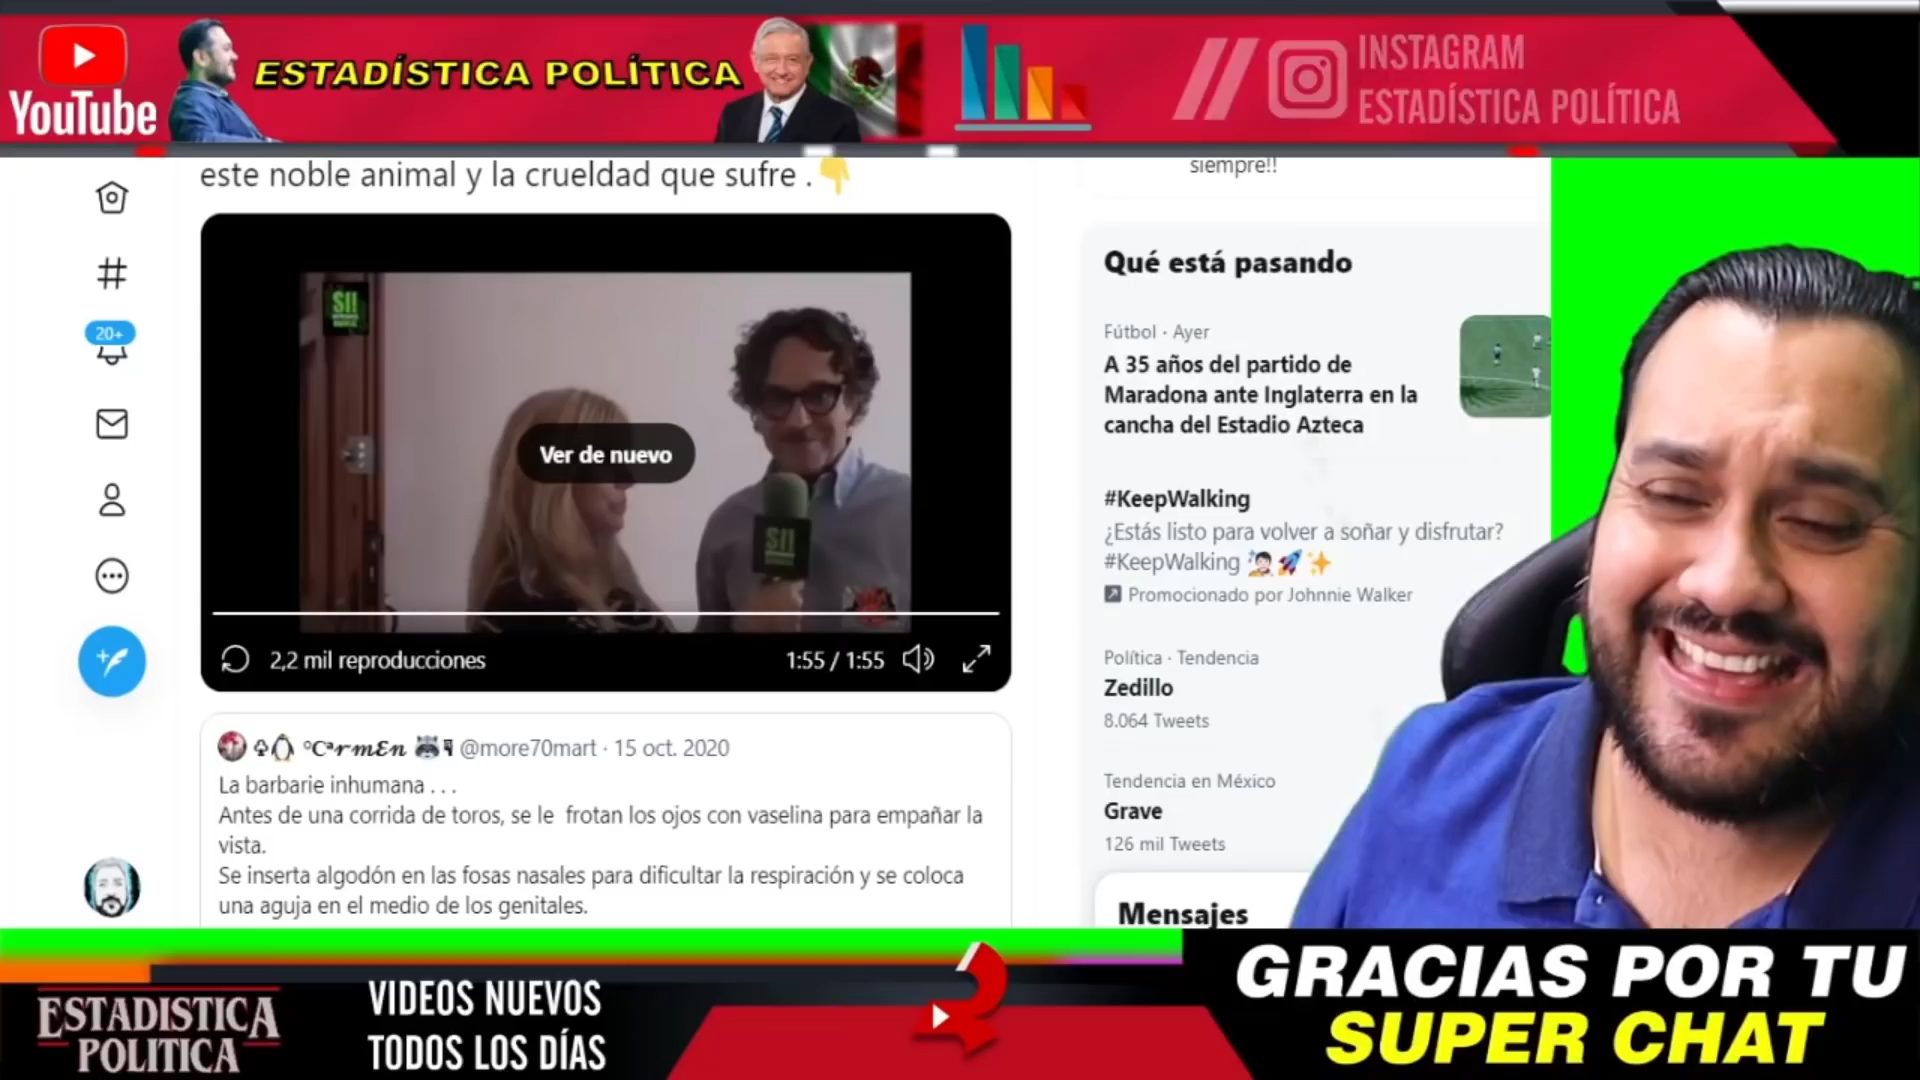 YouTube
ESTADÍSTICA POLÍTICA
INSTAGRAM
ESTADÍSTICA POLÍTICA
este noble animal y la crueldad que sufre . 👇
siempre!!
20+
SII
Ver de nuevo
SII
2,2 mil reproducciones
1:55 / 1:55
°CᵃrmEn @more70mart · 15 oct. 2020
La barbarie inhumana . . .
Antes de una corrida de toros, se le frotan los ojos con vaselina para empañar la
vista.
Se inserta algodón en las fosas nasales para dificultar la respiración y se coloca
una aguja en el medio de los genitales.
Qué está pasando
Fútbol · Ayer
A 35 años del partido de
Maradona ante Inglaterra en la
cancha del Estadio Azteca
#KeepWalking
¿Estás listo para volver a soñar y disfrutar?
#KeepWalking 🧑🏻‍🚀🚀✨
Promocionado por Johnnie Walker
Política · Tendencia
Zedillo
8.064 Tweets
Tendencia en México
Grave
126 mil Tweets
Mensajes
ESTADISTICA
POLITICA
VIDEOS NUEVOS
TODOS LOS DÍAS
GRACIAS POR TU
SUPER CHAT